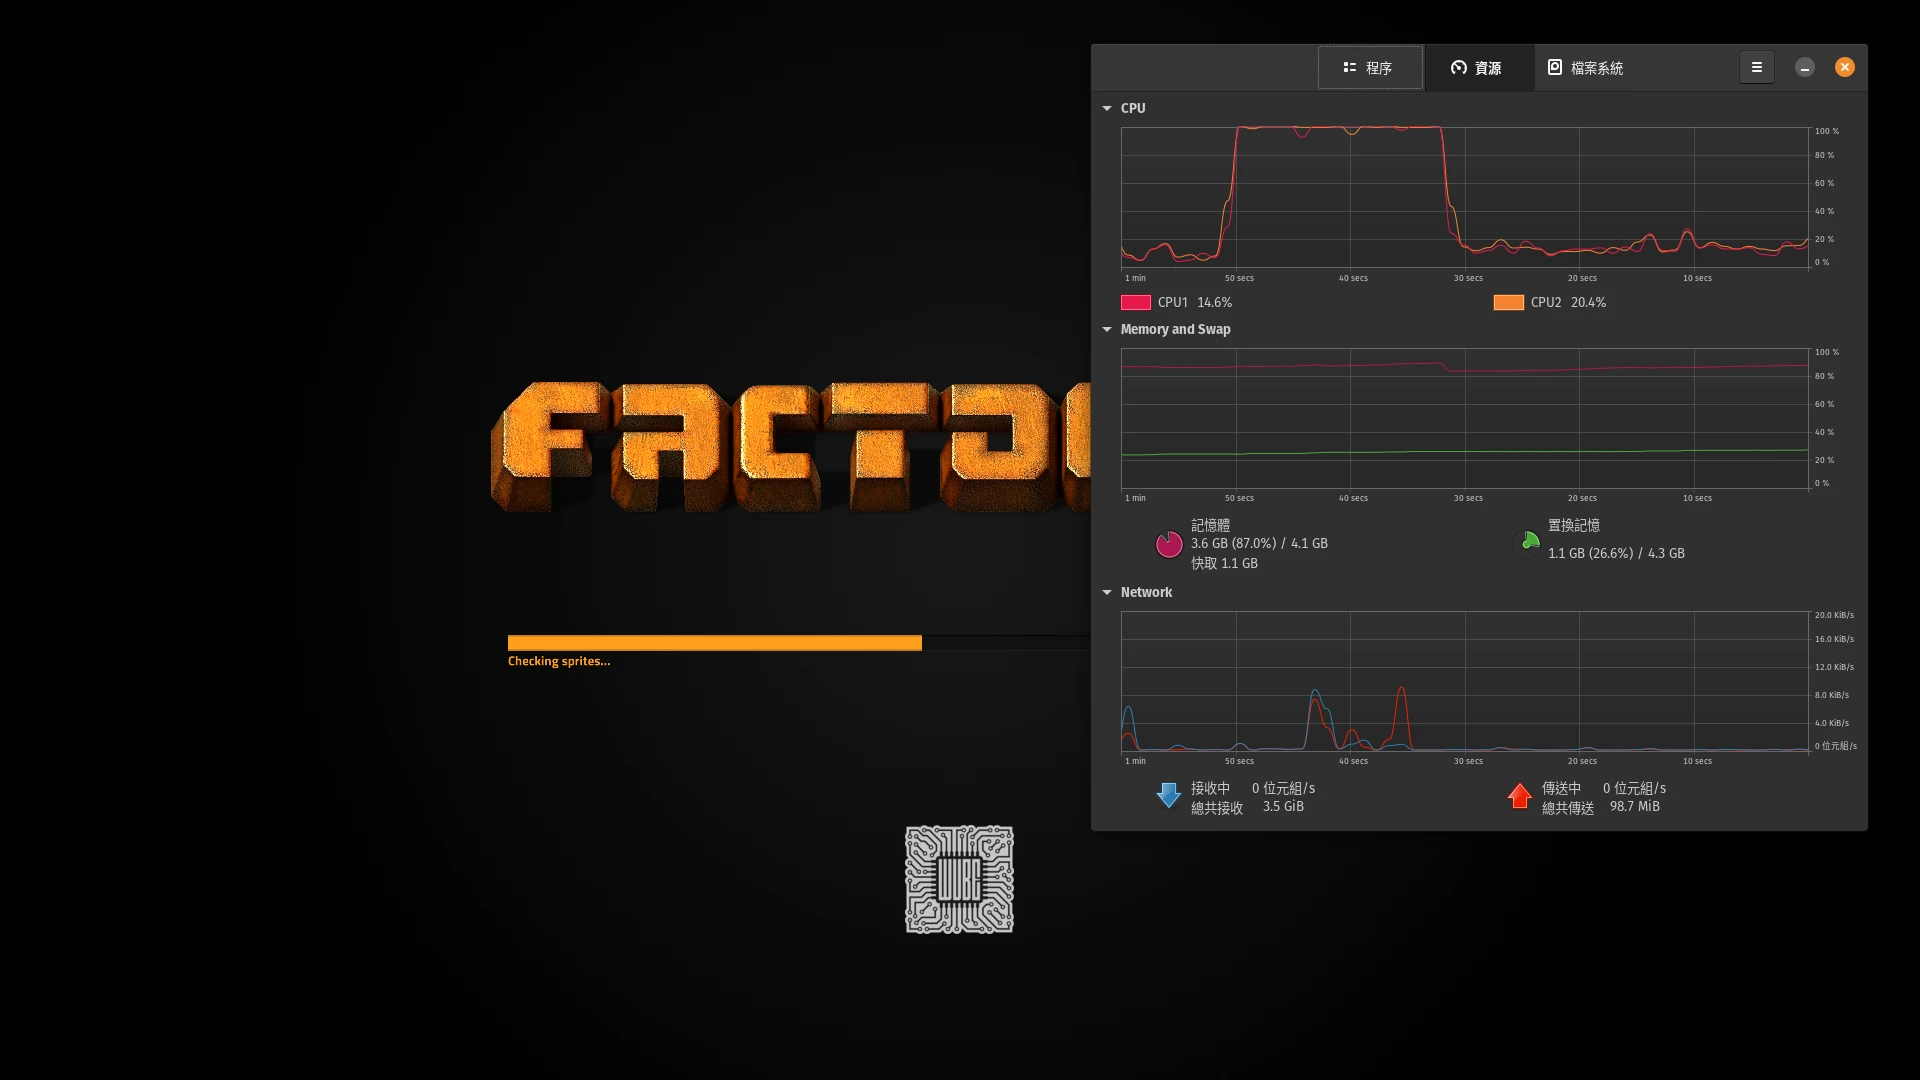 程序
資源
檔案系統
CPU
100 %
80 %
60 %
40 %
20 %
0 %
1 min
50 secs
40 secs
30 secs
20 secs
10 secs
CPU1 14.6%
CPU2 20.4%
Memory and Swap
100 %
80 %
60 %
40 %
20 %
0 %
1 min
50 secs
40 secs
30 secs
20 secs
10 secs
記憶體
3.6 GB (87.0%) / 4.1 GB
快取 1.1 GB
置換記憶
1.1 GB (26.6%) / 4.3 GB
Network
20.0 KiB/s
16.0 KiB/s
12.0 KiB/s
8.0 KiB/s
4.0 KiB/s
0 位元組/s
1 min
50 secs
40 secs
30 secs
20 secs
10 secs
接收中 0 位元組/s
總共接收 3.5 GiB
傳送中 0 位元組/s
總共傳送 98.7 MiB
FACTO
Checking sprites...
WUBE